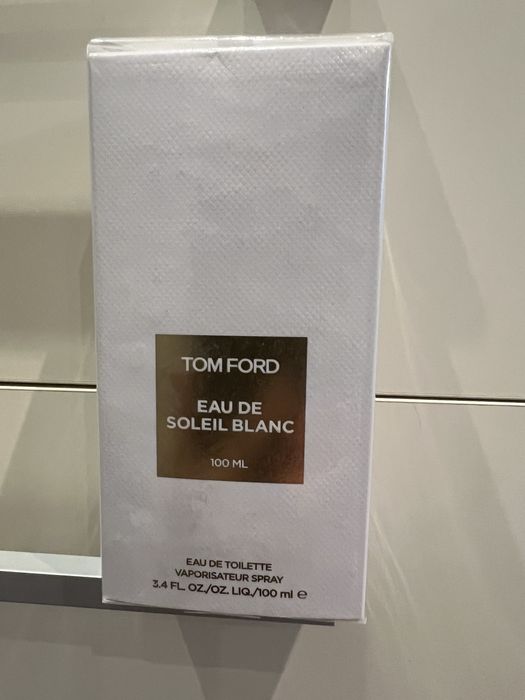 TOM FORD
EAU DE
SOLEIL BLANC
100 ML
EAU DE TOILETTE
VAPORISATEUR SPRAY
3.4 FL. OZ./OZ. LIQ./100 ml ℮